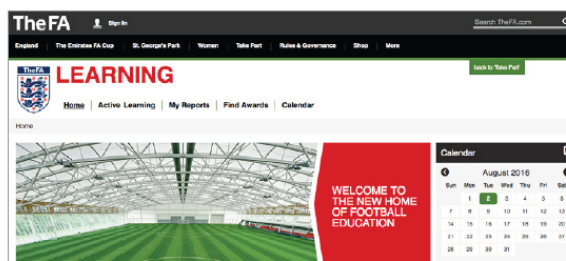 TheFA Sign In Search TheFA.com
England The Emirates FA Cup St. George's Park Women Take Part Rules & Governance Shop More
back to 'Take Part'
TheFA
LEARNING
Home Active Learning My Reports Find Awards Calendar
Home
WELCOME TO
THE NEW HOME
OF FOOTBALL
EDUCATION
Calendar
August 2016
Sun Mon Tue Wed Thu Fri Sat
1 2 3 4 5 6
7 8 9 10 11 12 13
14 15 16 17 18 19 20
21 22 23 24 25 26 27
28 29 30 31